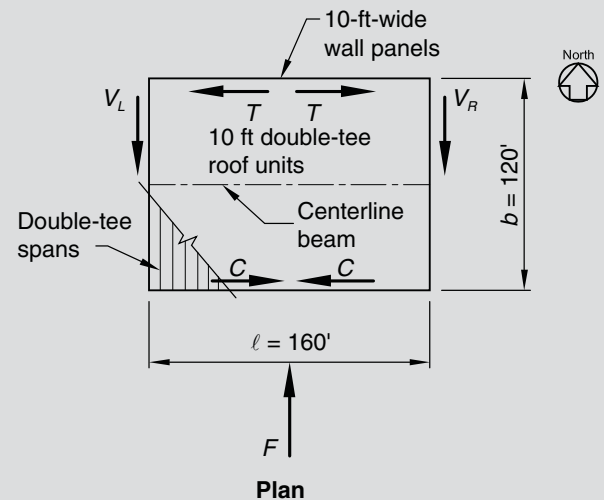 10-ft-wide
wall panels
North
V_L
V_R
T T
10 ft double-tee
roof units
b = 120'
Double-tee
spans
Centerline
beam
C C
ℓ = 160'
F
Plan